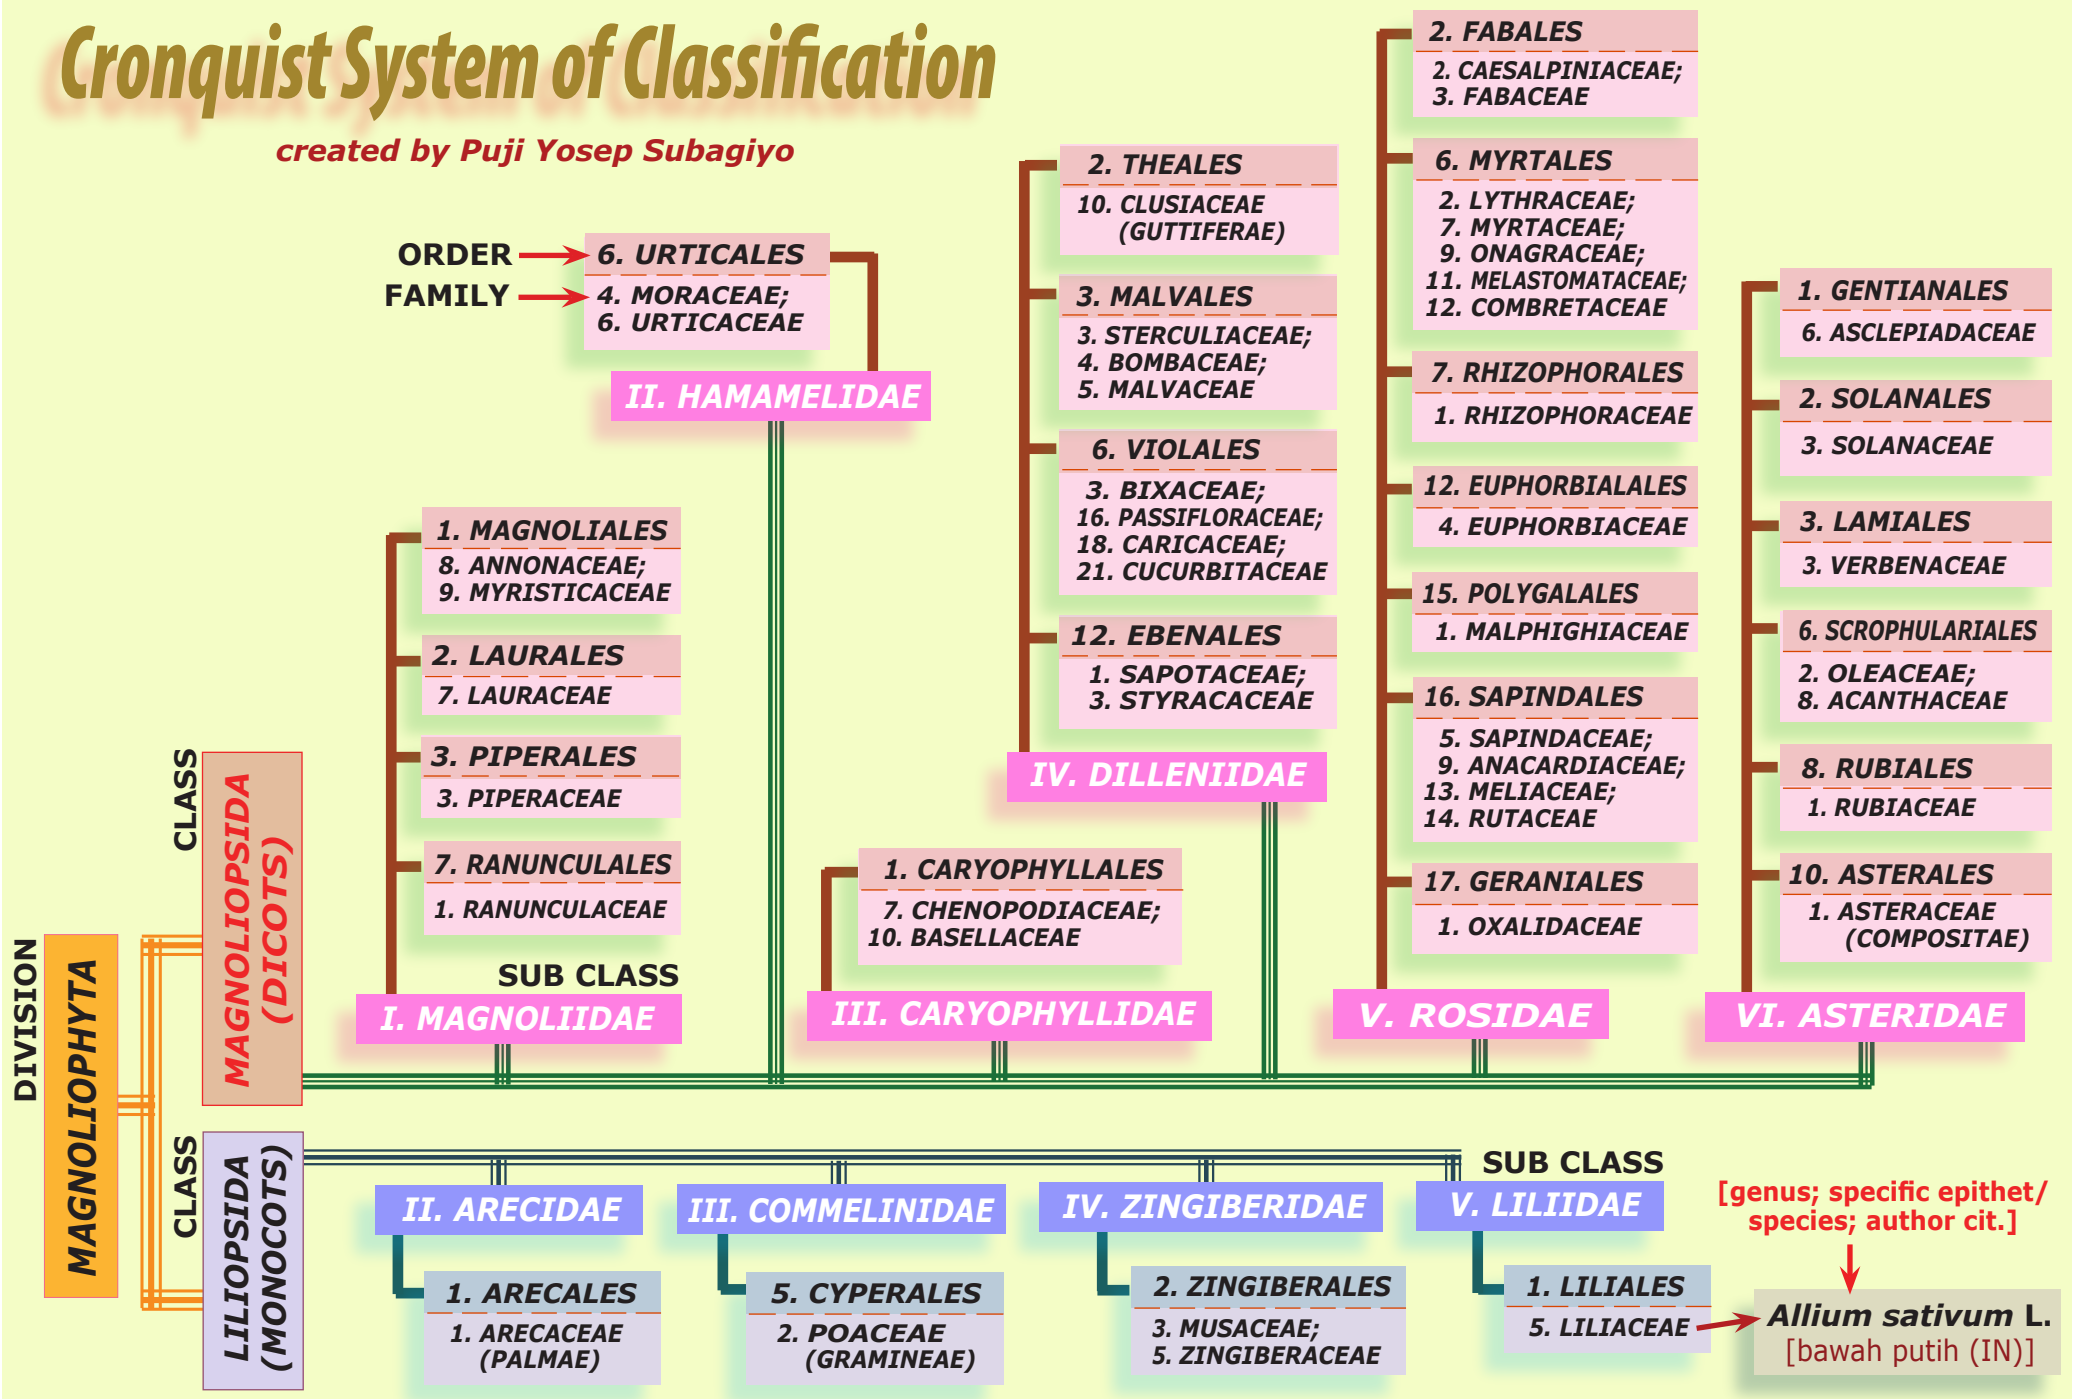 Cronquist System of Classification
created by Puji Yosep Subagiyo
ORDER
FAMILY
6. URTICALES
4. MORACEAE;
6. URTICACEAE
II. HAMAMELIDAE
1. MAGNOLIALES
8. ANNONACEAE;
9. MYRISTICACEAE
2. LAURALES
7. LAURACEAE
3. PIPERALES
3. PIPERACEAE
7. RANUNCULALES
1. RANUNCULACEAE
SUB CLASS
I. MAGNOLIIDAE
1. CARYOPHYLLALES
7. CHENOPODIACEAE;
10. BASELLACEAE
III. CARYOPHYLLIDAE
2. THEALES
10. CLUSIACEAE
(GUTTIFERAE)
3. MALVALES
3. STERCULIACEAE;
4. BOMBACEAE;
5. MALVACEAE
6. VIOLALES
3. BIXACEAE;
16. PASSIFLORACEAE;
18. CARICACEAE;
21. CUCURBITACEAE
12. EBENALES
1. SAPOTACEAE;
3. STYRACACEAE
IV. DILLENIIDAE
2. FABALES
2. CAESALPINIACEAE;
3. FABACEAE
6. MYRTALES
2. LYTHRACEAE;
7. MYRTACEAE;
9. ONAGRACEAE;
11. MELASTOMATACEAE;
12. COMBRETACEAE
7. RHIZOPHORALES
1. RHIZOPHORACEAE
12. EUPHORBIALALES
4. EUPHORBIACEAE
15. POLYGALALES
1. MALPHIGHIACEAE
16. SAPINDALES
5. SAPINDACEAE;
9. ANACARDIACEAE;
13. MELIACEAE;
14. RUTACEAE
17. GERANIALES
1. OXALIDACEAE
V. ROSIDAE
1. GENTIANALES
6. ASCLEPIADACEAE
2. SOLANALES
3. SOLANACEAE
3. LAMIALES
3. VERBENACEAE
6. SCROPHULARIALES
2. OLEACEAE;
8. ACANTHACEAE
8. RUBIALES
1. RUBIACEAE
10. ASTERALES
1. ASTERACEAE
(COMPOSITAE)
VI. ASTERIDAE
DIVISION
MAGNOLIOPHYTA
CLASS
MAGNOLIOPSIDA
(DICOTS)
CLASS
LILIOPSIDA
(MONOCOTS)
II. ARECIDAE
1. ARECALES
1. ARECACEAE
(PALMAE)
III. COMMELINIDAE
5. CYPERALES
2. POACEAE
(GRAMINEAE)
IV. ZINGIBERIDAE
2. ZINGIBERALES
3. MUSACEAE;
5. ZINGIBERACEAE
SUB CLASS
V. LILIIDAE
1. LILIALES
5. LILIACEAE
[genus; specific epithet/
species; author cit.]
Allium sativum L.
[bawah putih (IN)]